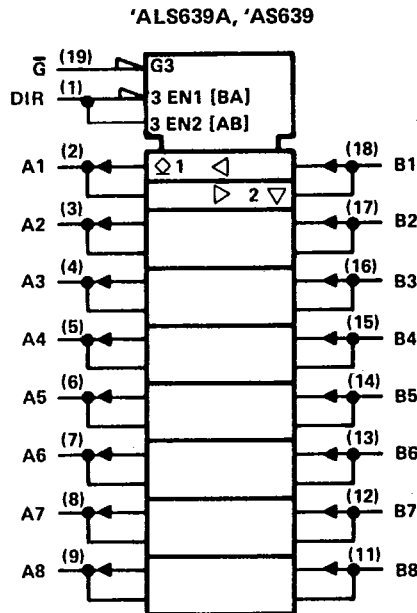 'ALS639A, 'AS639
G̅ (19) G3
DIR (1) 3 EN1 [BA]
3 EN2 [AB]
A1 (2) 1 (18) B1
2
A2 (3) (17) B2
A3 (4) (16) B3
A4 (5) (15) B4
A5 (6) (14) B5
A6 (7) (13) B6
A7 (8) (12) B7
A8 (9) (11) B8